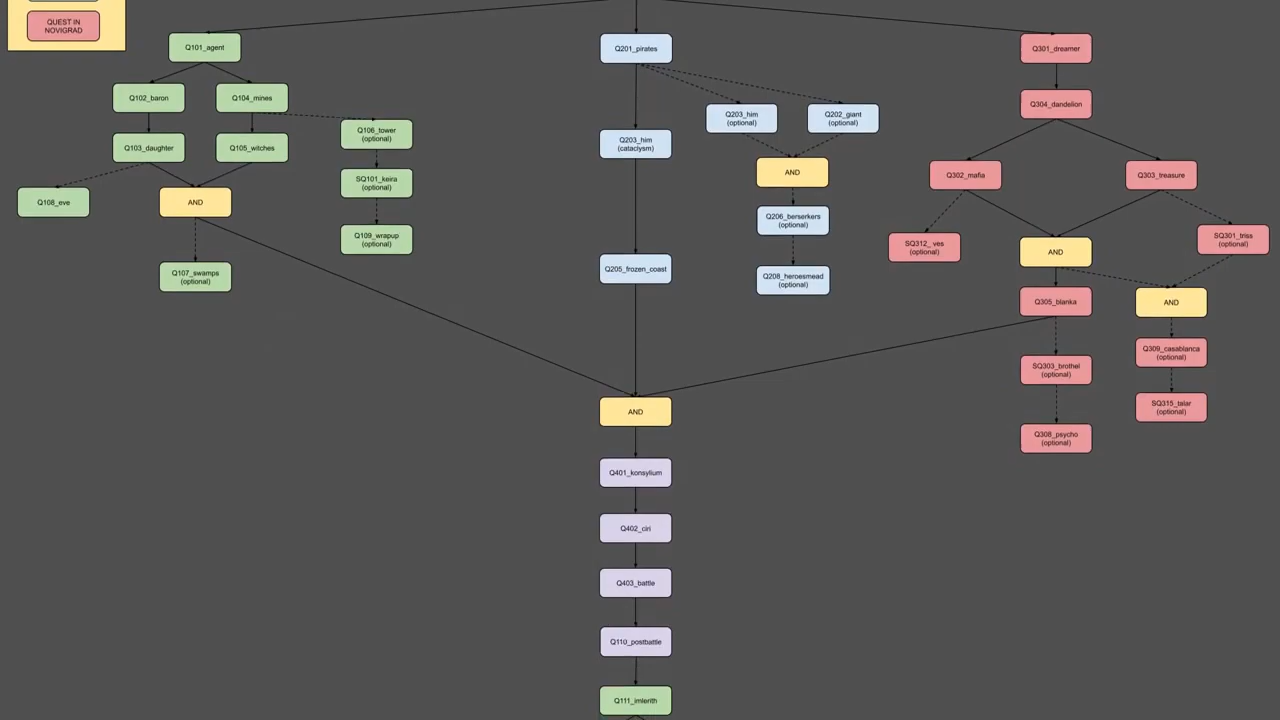 QUEST IN
NOVIGRAD
Q101_agent
Q201_pirates
Q301_dreamer
Q102_baron
Q104_mines
Q304_dandelion
Q203_him
(optional)
Q202_giant
(optional)
Q106_tower
(optional)
Q103_daughter
Q105_witches
Q203_him
(cataclysm)
AND
Q302_mafia
Q303_treasure
SQ101_keira
(optional)
Q108_eve
AND
Q206_berserkers
(optional)
Q109_wrapup
(optional)
SQ312_ ves
(optional)
AND
SQ301_triss
(optional)
Q107_swamps
(optional)
Q205_frozen_coast
Q208_heroesmead
(optional)
Q305_blanka
AND
Q309_casablanca
(optional)
SQ303_brothel
(optional)
SQ315_talar
(optional)
AND
Q308_psycho
(optional)
Q401_konsylium
Q402_ciri
Q403_battle
Q110_postbattle
Q111_imlerith